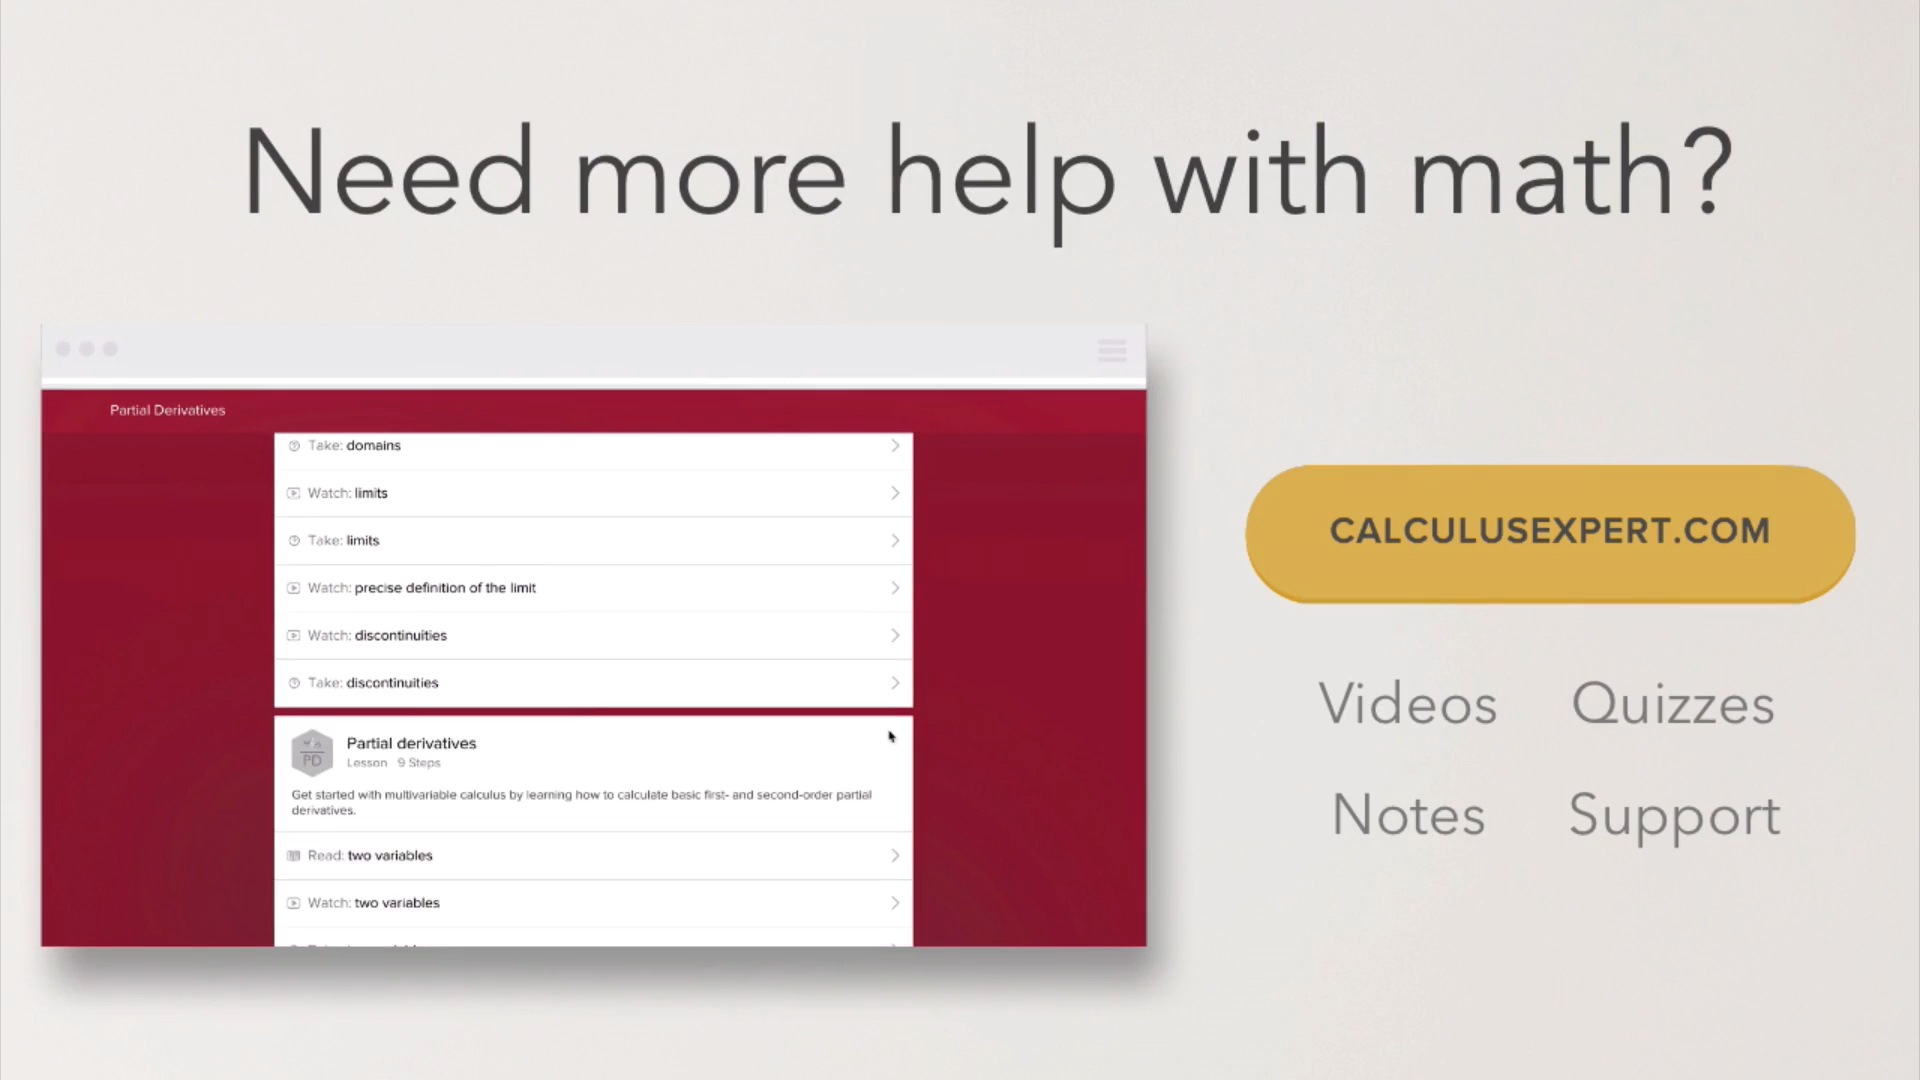 Need more help with math?
Partial Derivatives
Take: domains
Watch: limits
Take: limits
Watch: precise definition of the limit
Watch: discontinuities
Take: discontinuities
PD
Partial derivatives
Lesson 9 Steps
Get started with multivariable calculus by learning how to calculate basic first- and second-order partial
derivatives.
Read: two variables
Watch: two variables
CALCULUSEXPERT.COM
Videos Quizzes
Notes Support